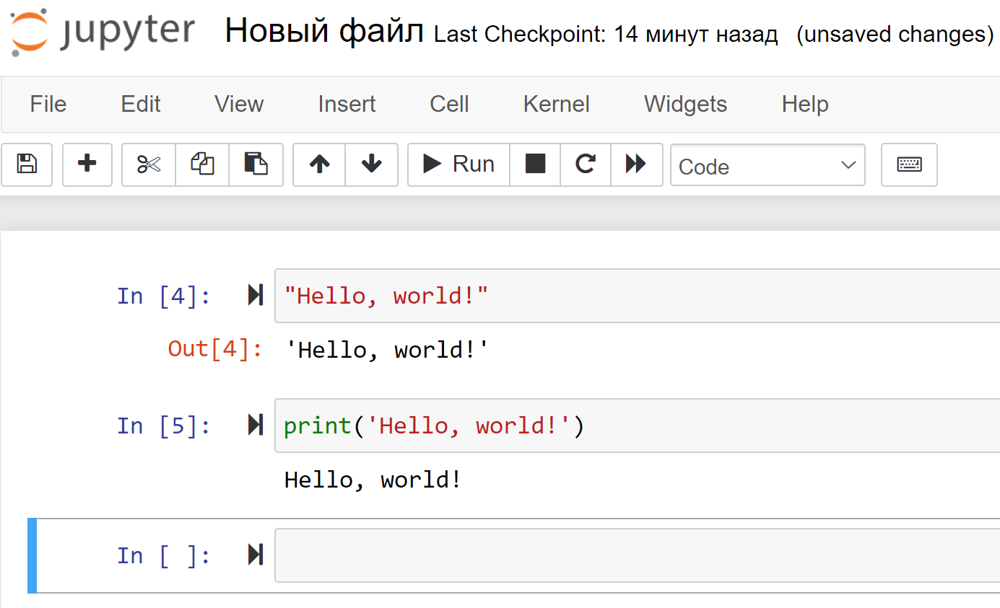 jupyter Новый файл Last Checkpoint: 14 минут назад (unsaved changes)
File Edit View Insert Cell Kernel Widgets Help
Run Code
In [4]: "Hello, world!"
Out[4]: 'Hello, world!'
In [5]: print('Hello, world!')
Hello, world!
In [ ]: